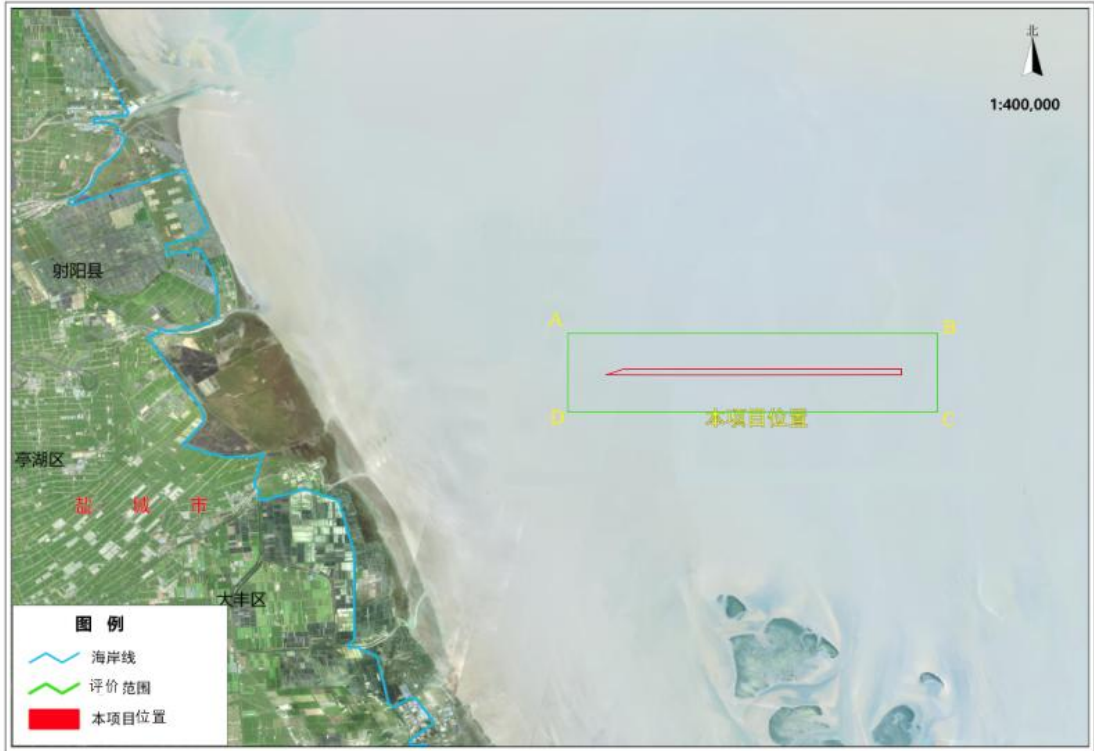 北
1:400,000
射阳县
A
B
D
C
本项目位置
亭湖区
盐城市
大丰区
图例
海岸线
评价范围
本项目位置